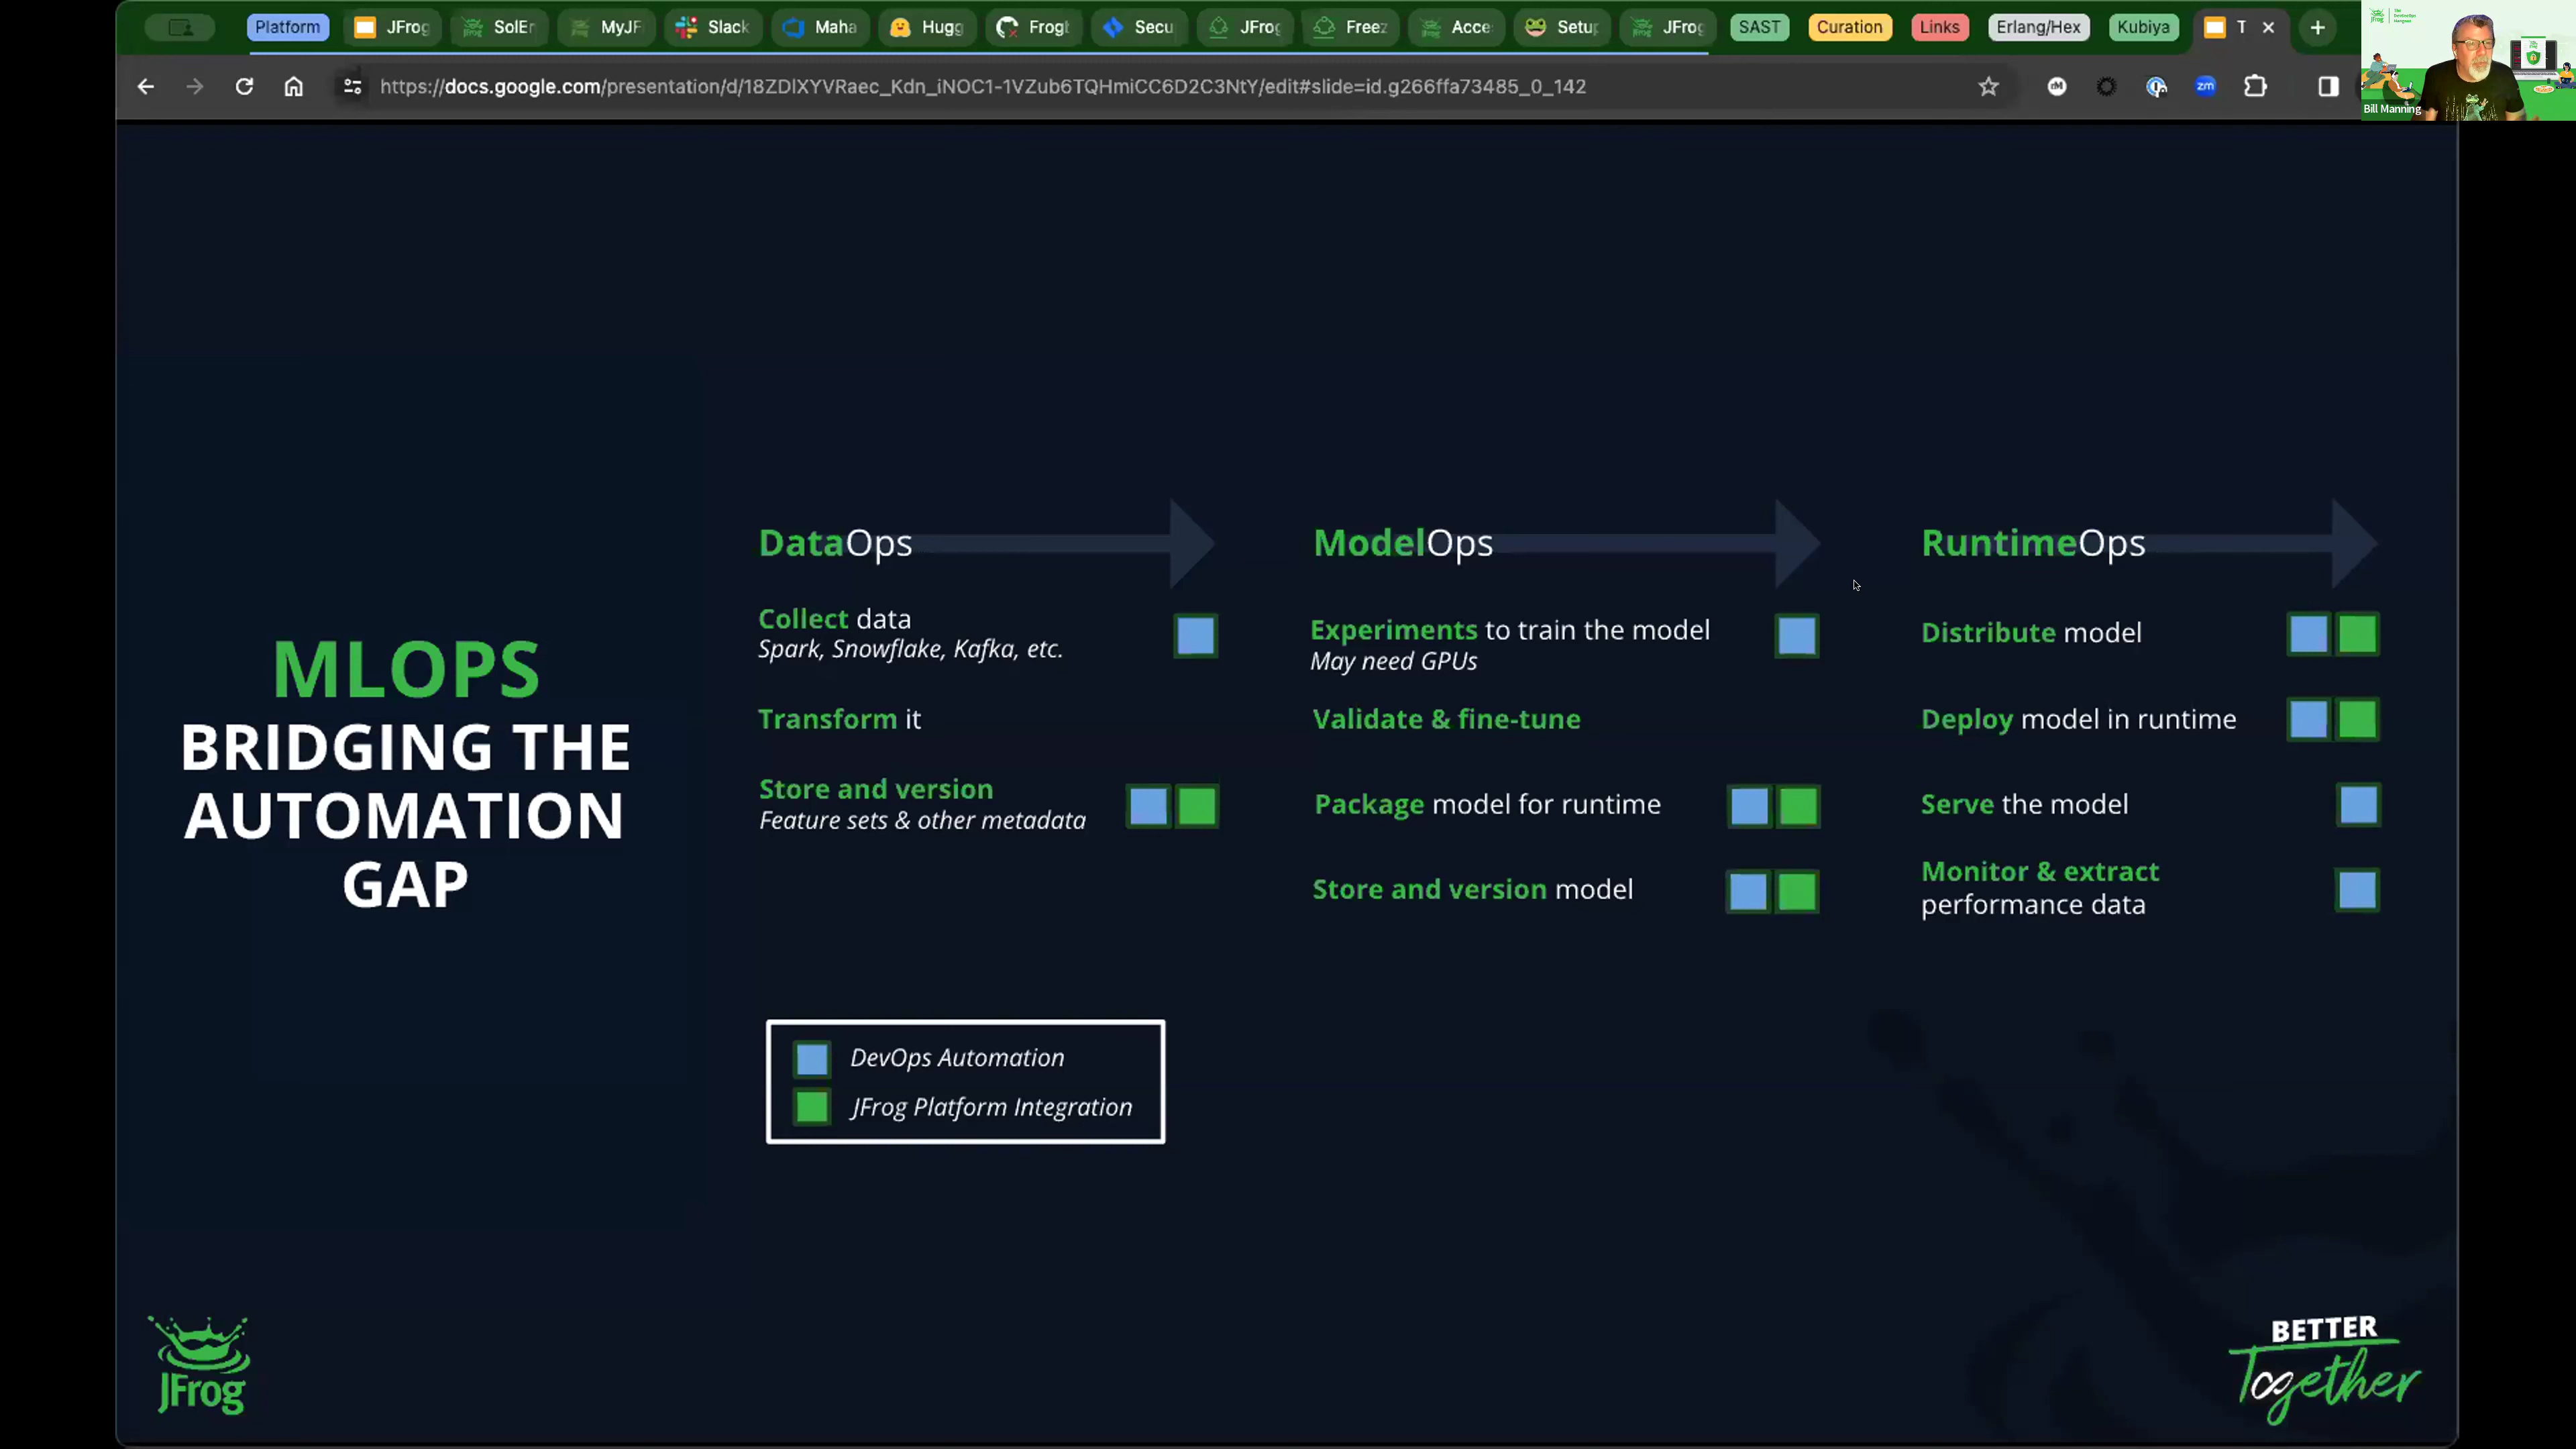 Platform
JFrog
SolEr
MyJF
Slack
Maha
Hugg
Frogl
Secu
JFrog
Freez
Acce
Setup
JFrog
SAST
Curation
Links
Erlang/Hex
Kubiya
T
https://docs.google.com/presentation/d/18ZDlXYVRaec_Kdn_iNOC1-1VZub6TQHmiCC6D2C3NtY/edit#slide=id.g266ffa73485_0_142
zm
Bill Manning
MLOPS
BRIDGING THE
AUTOMATION
GAP
DataOps
Collect data
Spark, Snowflake, Kafka, etc.
Transform it
Store and version
Feature sets & other metadata
ModelOps
Experiments to train the model
May need GPUs
Validate & fine-tune
Package model for runtime
Store and version model
RuntimeOps
Distribute model
Deploy model in runtime
Serve the model
Monitor & extract
performance data
DevOps Automation
JFrog Platform Integration
JFrog
BETTER
Together